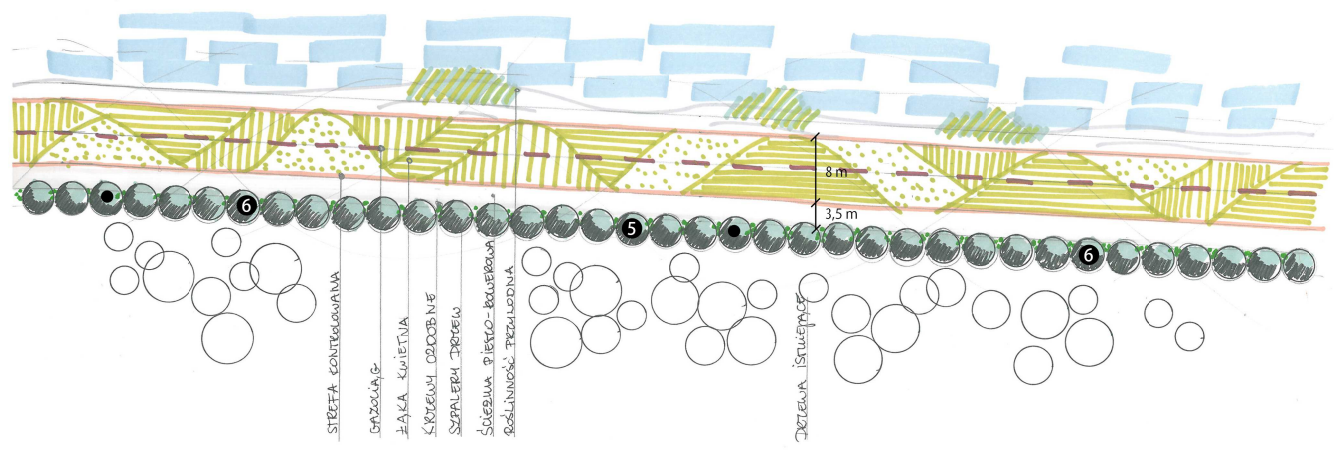 6
5
6
8 m
3,5 m
STREFA KONTROLOWANA
GAZOCIĄG
ŁĄKA KWIETNA
KRZEWY OZDOBNE
SZPALERY DRZEW
ŚCIEŻKA PIESZO-ROWEROWA
ROŚLINNOŚĆ PRZYWODNA
DRZEWA ISTNIEJĄCE